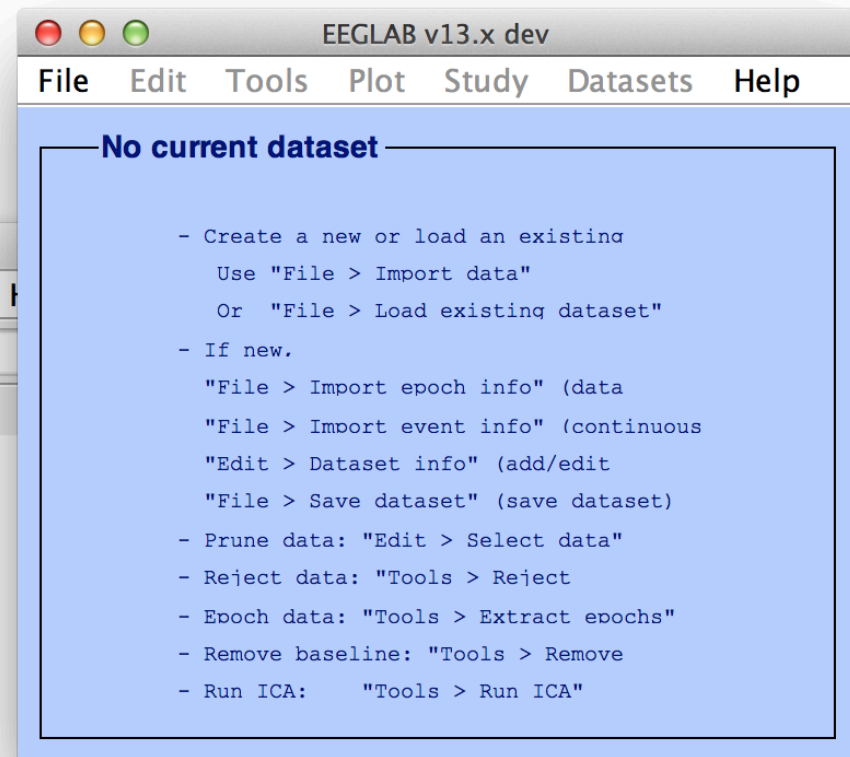 EEGLAB v13.x dev
File Edit Tools Plot Study Datasets Help
No current dataset
- Create a new or load an existing
Use "File > Import data"
Or "File > Load existing dataset"
- If new,
"File > Import epoch info" (data
"File > Import event info" (continuous
"Edit > Dataset info" (add/edit
"File > Save dataset" (save dataset)
- Prune data: "Edit > Select data"
- Reject data: "Tools > Reject
- Epoch data: "Tools > Extract epochs"
- Remove baseline: "Tools > Remove
- Run ICA: "Tools > Run ICA"